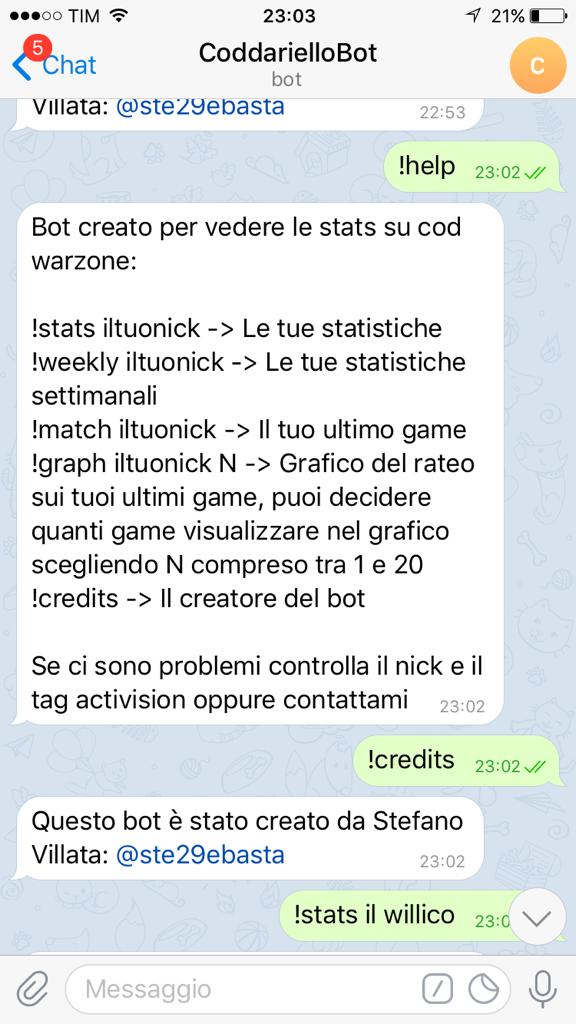 TIM 23:03 21%
5
Chat
CoddarielloBot
bot
C
Villata: @ste29ebasta 22:53
!help 23:02
Bot creato per vedere le stats su cod
warzone:
!stats iltuonick -> Le tue statistiche
!weekly iltuonick -> Le tue statistiche
settimanali
!match iltuonick -> Il tuo ultimo game
!graph iltuonick N -> Grafico del rateo
sui tuoi ultimi game, puoi decidere
quanti game visualizzare nel grafico
scegliendo N compreso tra 1 e 20
!credits -> Il creatore del bot
Se ci sono problemi controlla il nick e il
tag activision oppure contattami 23:02
!credits 23:02
Questo bot è stato creato da Stefano
Villata: @ste29ebasta 23:02
!stats il willico
Messaggio